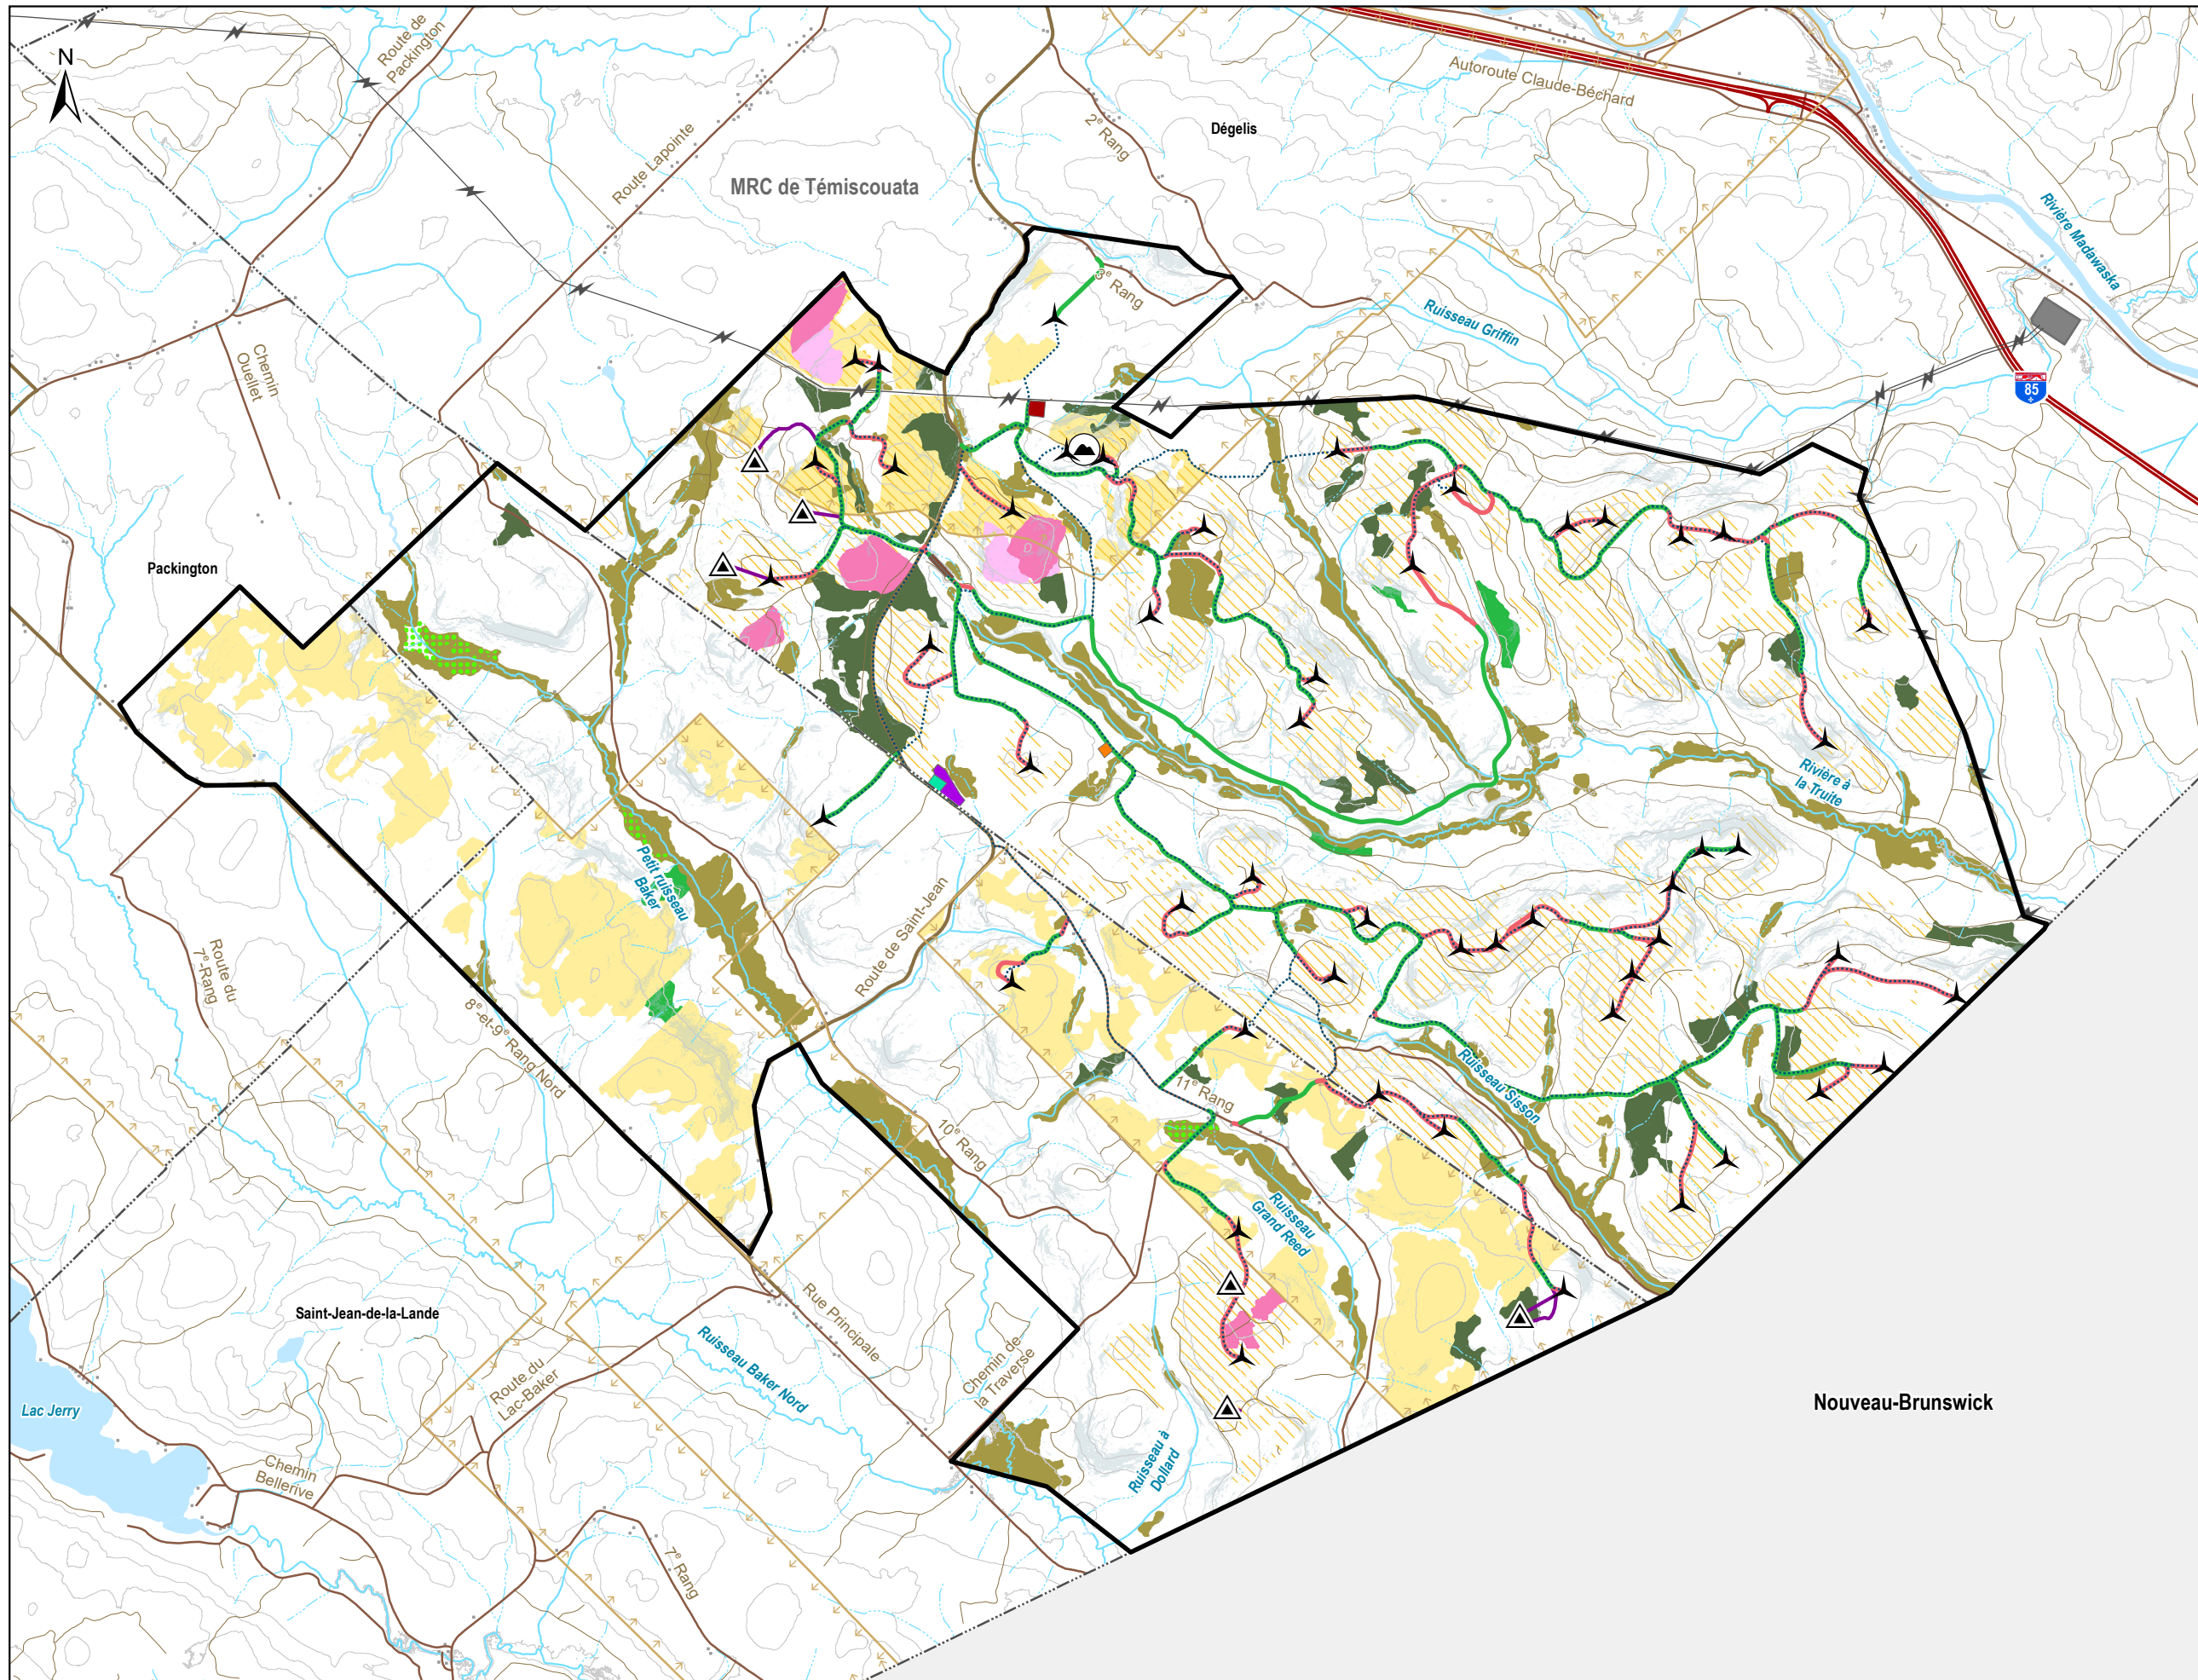 N
Route de
Packington
Autoroute Claude-Béchard
2e Rang
Dégelis
Route Lapointe
MRC de Témiscouata
Rivière Madawaska
3e Rang
Ruisseau Griffin
Chemin
Ouellet
85
Packington
Rivière à
la Truite
Petit ruisseau
Baker
Route de Saint-Jean
Route du
7e-Rang
8e-et-9e Rang Nord
Ruisseau Sisson
11e Rang
10e Rang
Ruisseau
Grand Reed
Saint-Jean-de-la-Lande
Rue Principale
Ruisseau Baker Nord
Chemin de
la Traverse
Route du
Lac-Baker
Nouveau-Brunswick
Lac Jerry
Ruisseau à
Dollard
Chemin
Bellerive
7e Rang